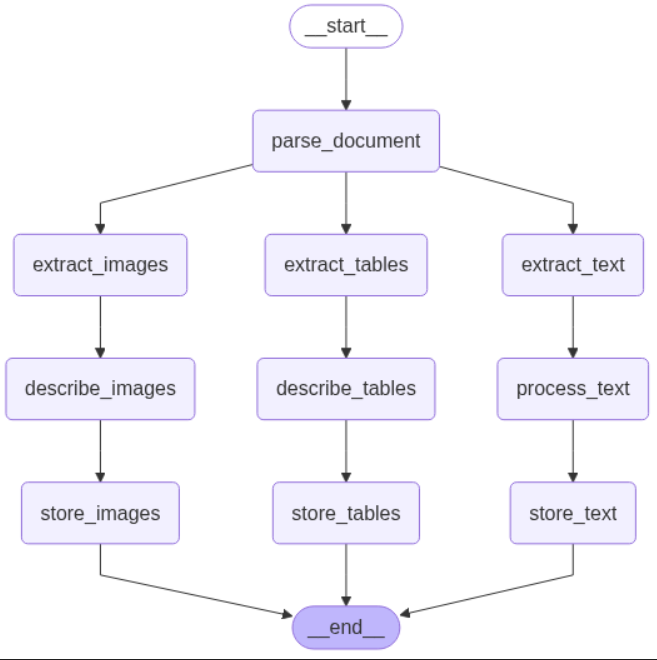 __start__
parse_document
extract_images
extract_tables
extract_text
describe_images
describe_tables
process_text
store_images
store_tables
store_text
__end__